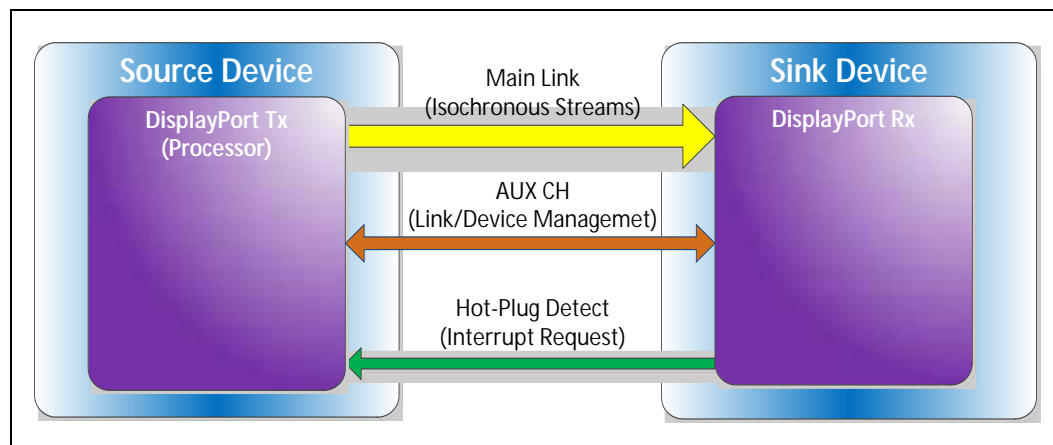 Source Device
DisplayPort Tx
(Processor)
Main Link
(Isochronous Streams)
AUX CH
(Link/Device Managemet)
Hot-Plug Detect
(Interrupt Request)
Sink Device
DisplayPort Rx